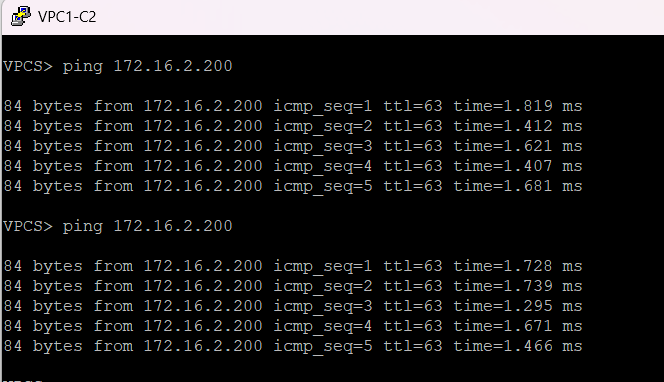 VPC1-C2
VPCS> ping 172.16.2.200
84 bytes from 172.16.2.200 icmp_seq=1 ttl=63 time=1.819 ms
84 bytes from 172.16.2.200 icmp_seq=2 ttl=63 time=1.412 ms
84 bytes from 172.16.2.200 icmp_seq=3 ttl=63 time=1.621 ms
84 bytes from 172.16.2.200 icmp_seq=4 ttl=63 time=1.407 ms
84 bytes from 172.16.2.200 icmp_seq=5 ttl=63 time=1.681 ms
VPCS> ping 172.16.2.200
84 bytes from 172.16.2.200 icmp_seq=1 ttl=63 time=1.728 ms
84 bytes from 172.16.2.200 icmp_seq=2 ttl=63 time=1.739 ms
84 bytes from 172.16.2.200 icmp_seq=3 ttl=63 time=1.295 ms
84 bytes from 172.16.2.200 icmp_seq=4 ttl=63 time=1.671 ms
84 bytes from 172.16.2.200 icmp_seq=5 ttl=63 time=1.466 ms